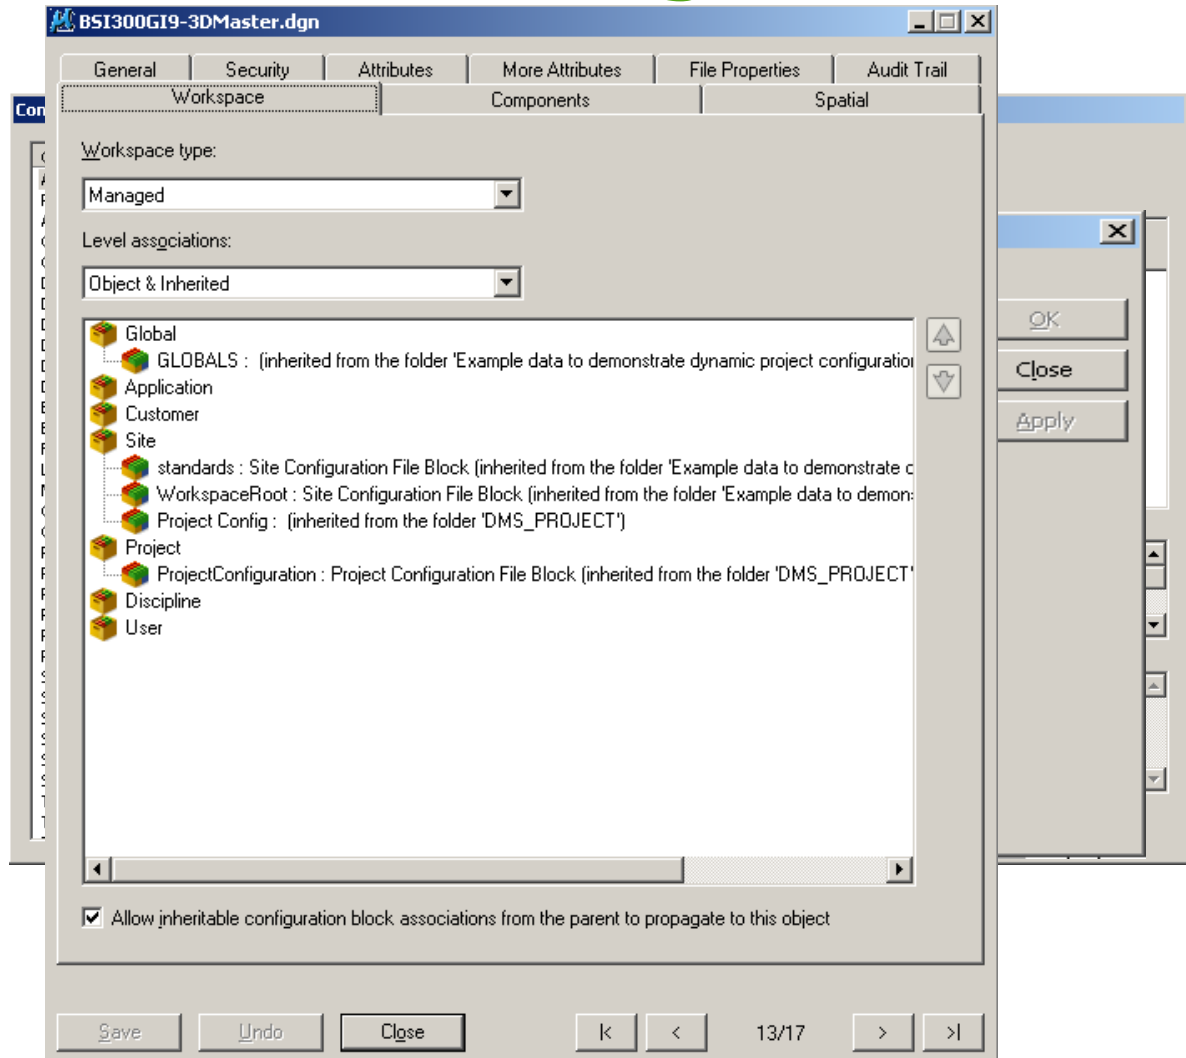 BSI300GI9-3DMaster.dgn
General Security Attributes More Attributes File Properties Audit Trail
Workspace Components Spatial
Con
Workspace type:
Managed
Level associations:
Object & Inherited
Global
GLOBALS : (inherited from the folder 'Example data to demonstrate dynamic project configuration
Application
Customer
Site
standards : Site Configuration File Block (inherited from the folder 'Example data to demonstrate
WorkspaceRoot : Site Configuration File Block (inherited from the folder 'Example data to demons
Project Config : (inherited from the folder 'DMS_PROJECT')
Project
ProjectConfiguration : Project Configuration File Block (inherited from the folder 'DMS_PROJECT'
Discipline
User
OK
Close
Apply
Allow inheritable configuration block associations from the parent to propagate to this object
Save Undo Close 13/17